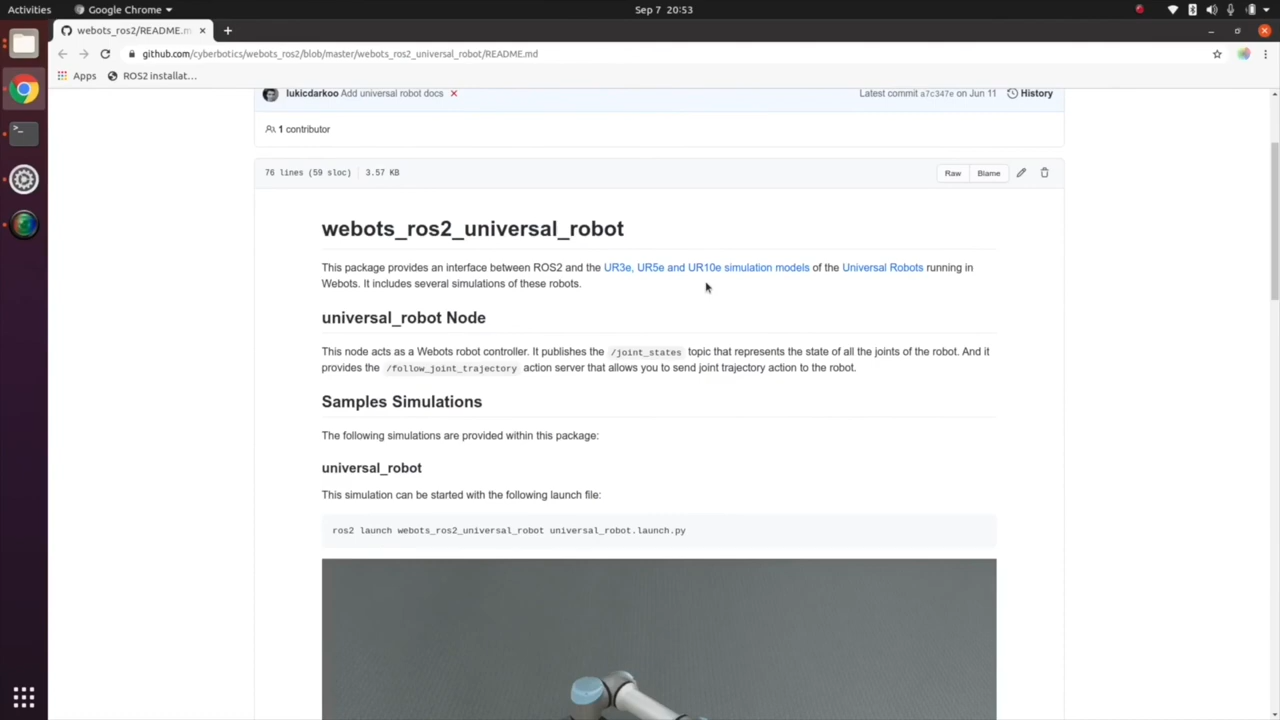 Activities
Google Chrome
Sep 7 20:53
webots_ros2/README.m
github.com/cyberbotics/webots_ros2/blob/master/webots_ros2_universal_robot/README.md
Apps
ROS2 installat...
lukicdarkoo Add universal robot docs
Latest commit a7c347e on Jun 11
History
1 contributor
76 lines (59 sloc)
3.57 KB
Raw
Blame
webots_ros2_universal_robot
This package provides an interface between ROS2 and the UR3e, UR5e and UR10e simulation models of the Universal Robots running in
Webots. It includes several simulations of these robots.
universal_robot Node
This node acts as a Webots robot controller. It publishes the /joint_states topic that represents the state of all the joints of the robot. And it
provides the /follow_joint_trajectory action server that allows you to send joint trajectory action to the robot.
Samples Simulations
The following simulations are provided within this package:
universal_robot
This simulation can be started with the following launch file:
ros2 launch webots_ros2_universal_robot universal_robot.launch.py